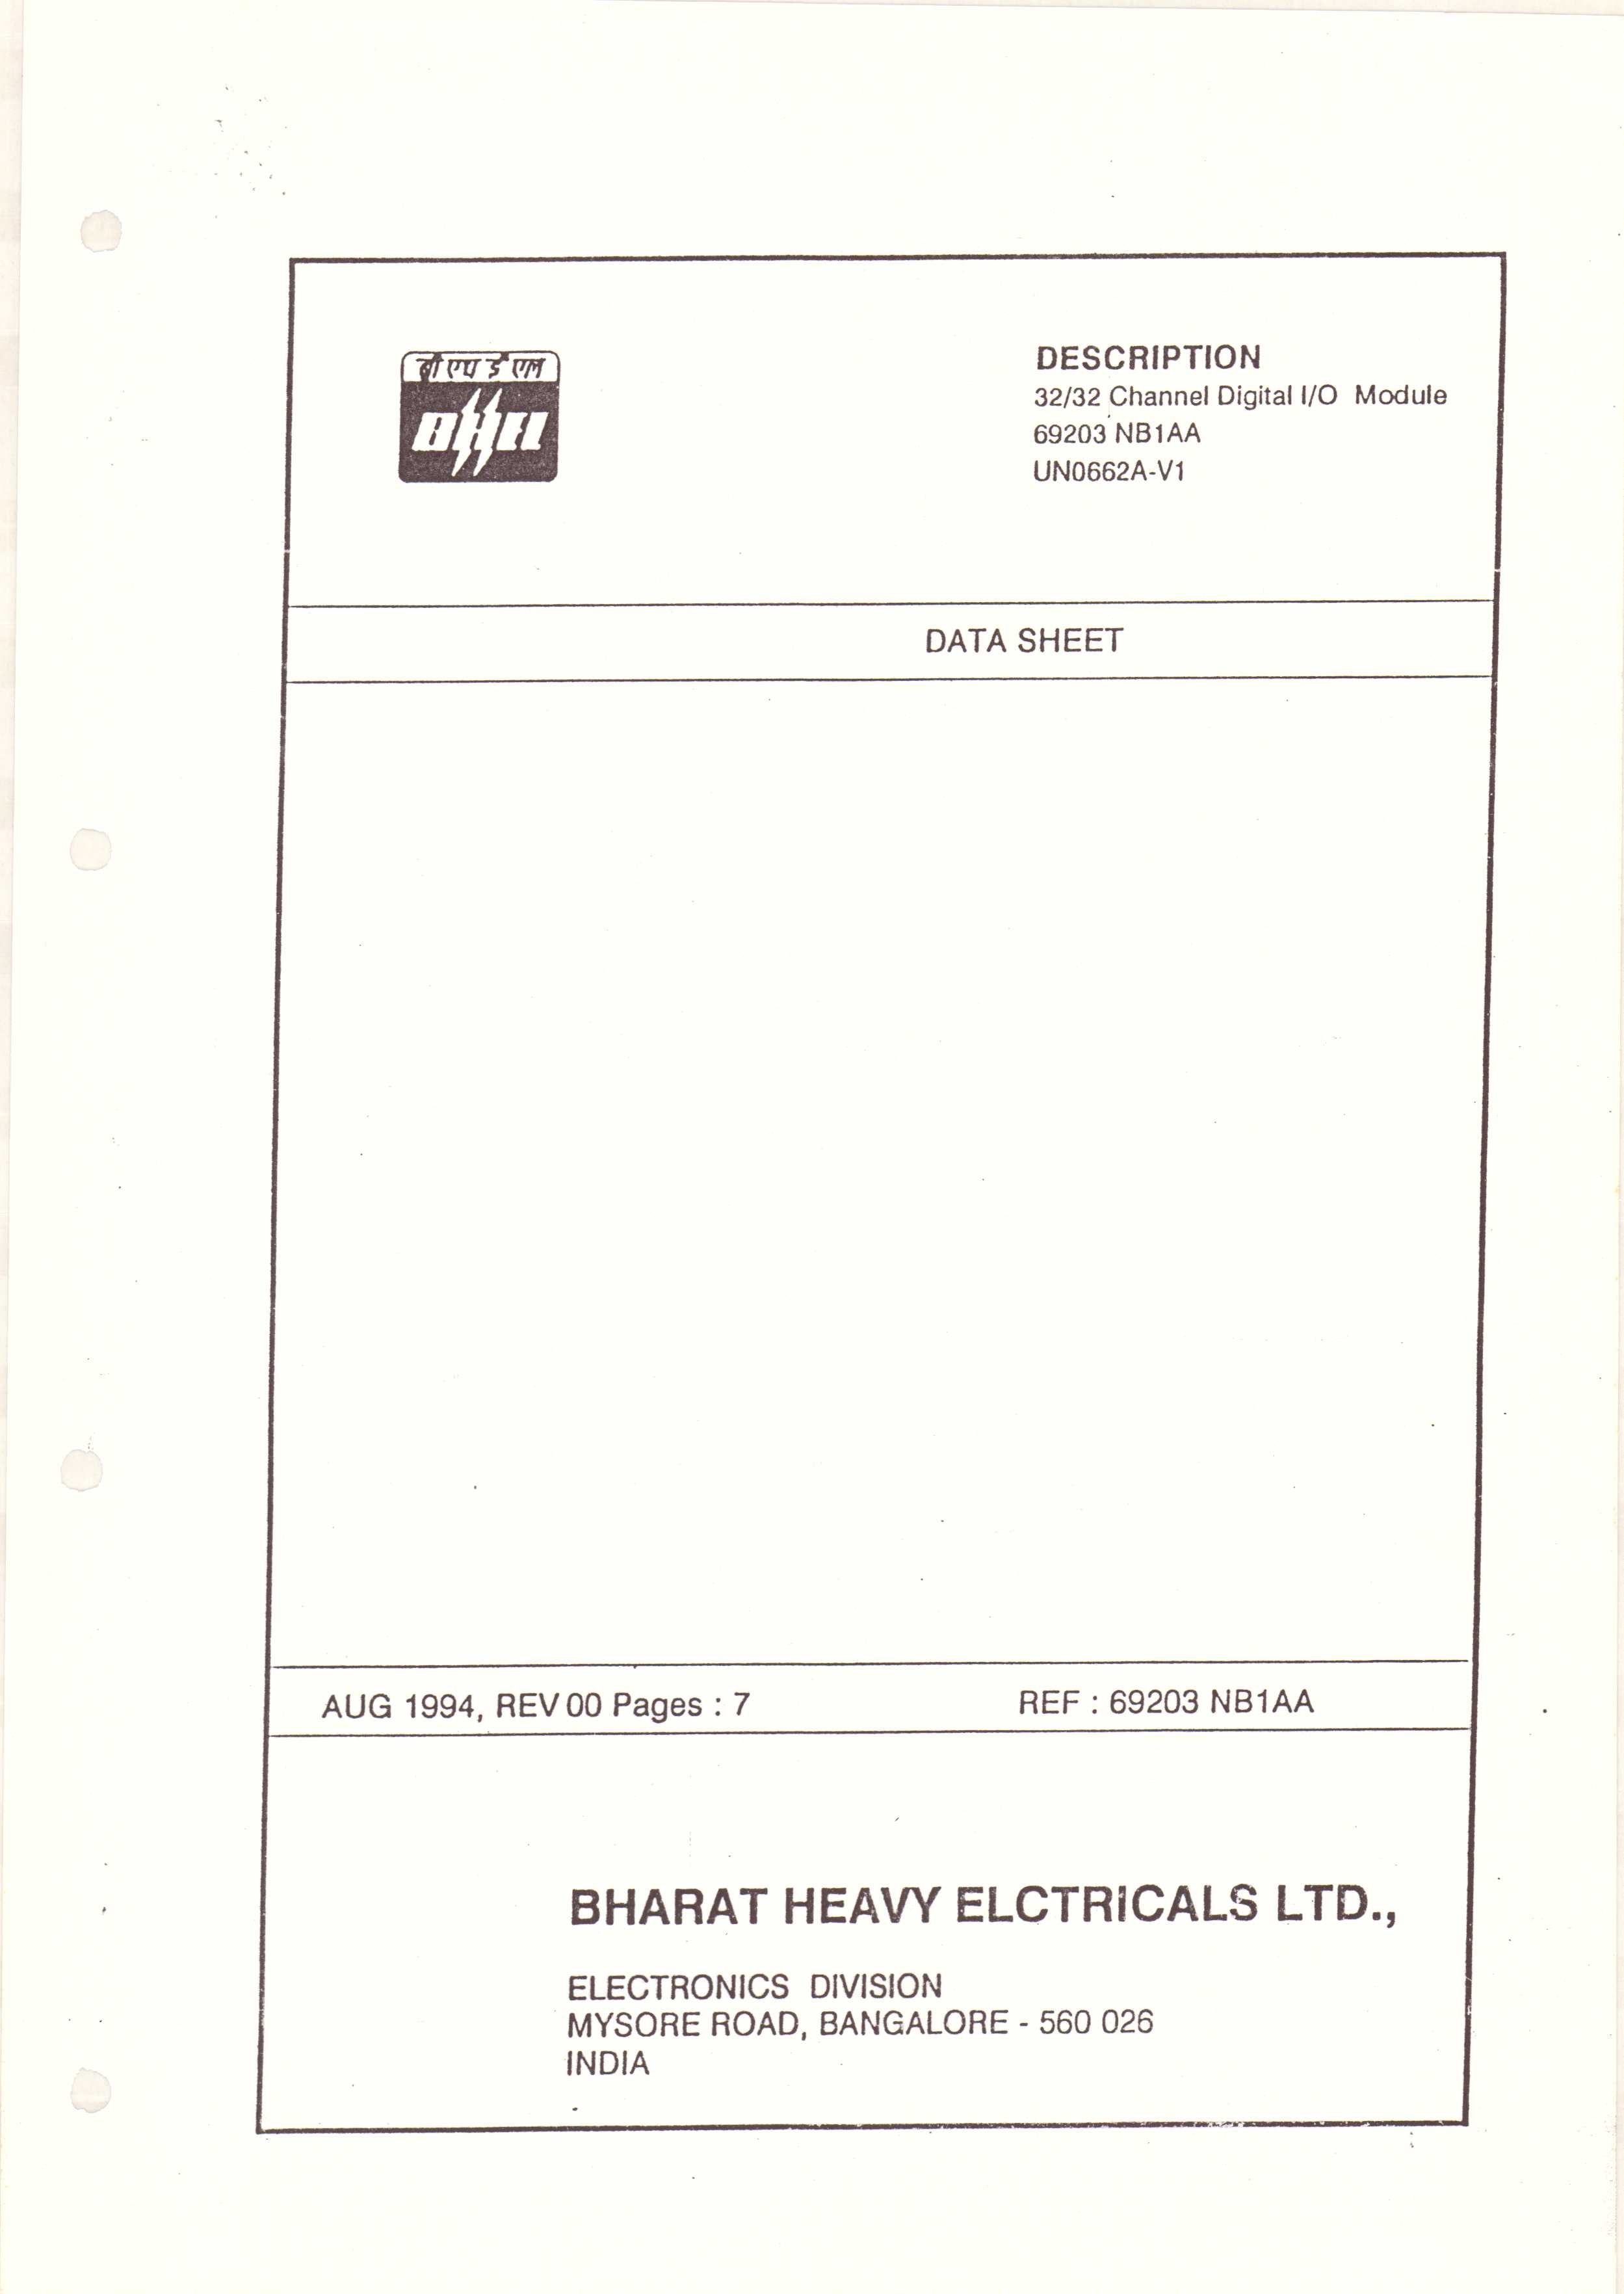 बी एच ई एल
BHEL
DESCRIPTION
32/32 Channel Digital I/O Module
69203 NB1AA
UN0662A-V1
DATA SHEET
AUG 1994, REV 00 Pages : 7
REF : 69203 NB1AA
BHARAT HEAVY ELCTRICALS LTD.,
ELECTRONICS DIVISION
MYSORE ROAD, BANGALORE - 560 026
INDIA